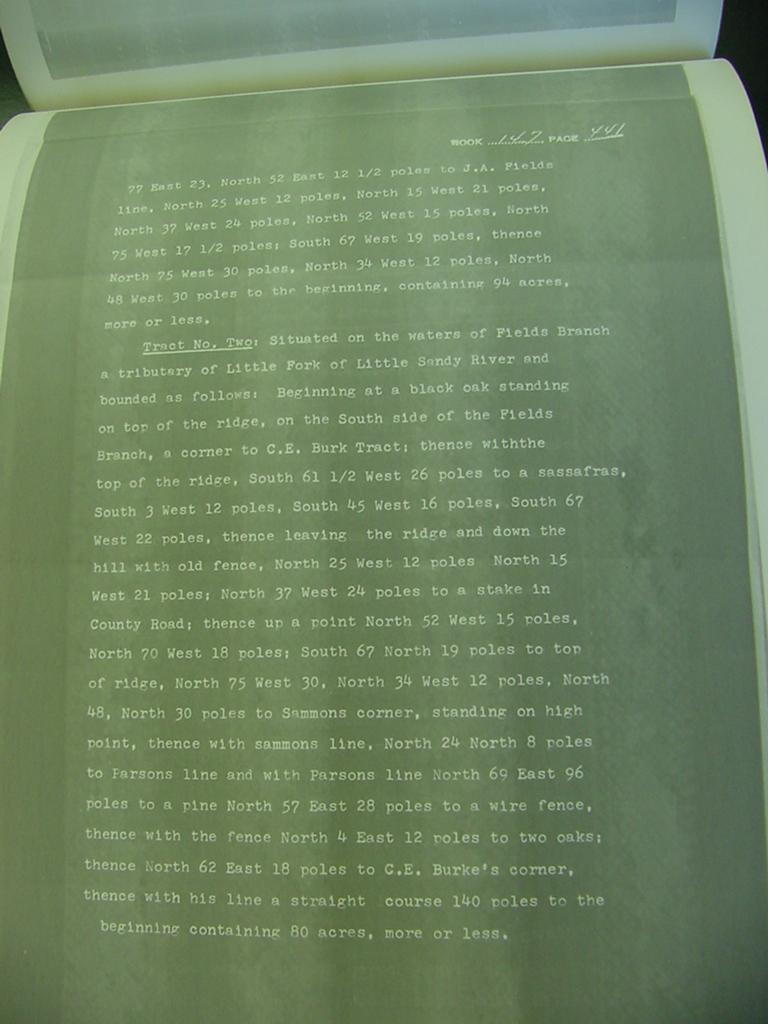 BOOK 147 PAGE 441
77 East 23, North 52 East 12 1/2 poles to J.A. Fields
line, North 25 West 12 poles, North 15 West 21 poles,
North 37 West 24 poles, North 52 West 15 poles, North
75 West 17 1/2 poles; South 67 West 19 poles, thence
North 75 West 30 poles, North 34 West 12 poles, North
48 West 30 poles to the beginning, containing 94 acres,
more or less.
Tract No. Two: Situated on the waters of Fields Branch
a tributary of Little Fork of Little Sandy River and
bounded as follows: Beginning at a black oak standing
on top of the ridge, on the South side of the Fields
Branch, a corner to C.E. Burk Tract; thence withthe
top of the ridge, South 61 1/2 West 26 poles to a sassafras,
South 3 West 12 poles, South 45 West 16 poles, South 67
West 22 poles, thence leaving the ridge and down the
hill with old fence, North 25 West 12 poles North 15
West 21 poles; North 37 West 24 poles to a stake in
County Road; thence up a point North 52 West 15 poles,
North 70 West 18 poles; South 67 North 19 poles to top
of ridge, North 75 West 30, North 34 West 12 poles, North
48, North 30 poles to Sammons corner, standing on high
point, thence with sammons line, North 24 North 8 poles
to Parsons line and with Parsons line North 69 East 96
poles to a pine North 57 East 28 poles to a wire fence,
thence with the fence North 4 East 12 poles to two oaks;
thence North 62 East 18 poles to C.E. Burke's corner,
thence with his line a straight course 140 poles to the
beginning containing 80 acres, more or less.